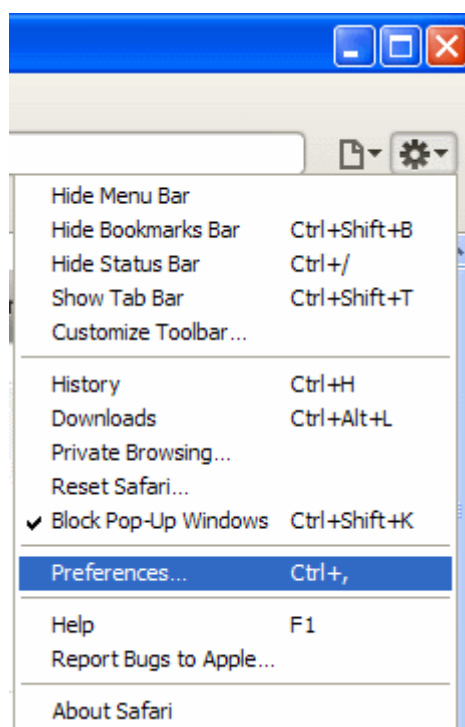 Hide Menu Bar
Hide Bookmarks Bar Ctrl+Shift+B
Hide Status Bar Ctrl+/
Show Tab Bar Ctrl+Shift+T
Customize Toolbar...
History Ctrl+H
Downloads Ctrl+Alt+L
Private Browsing...
Reset Safari...
Block Pop-Up Windows Ctrl+Shift+K
Preferences... Ctrl+,
Help F1
Report Bugs to Apple...
About Safari